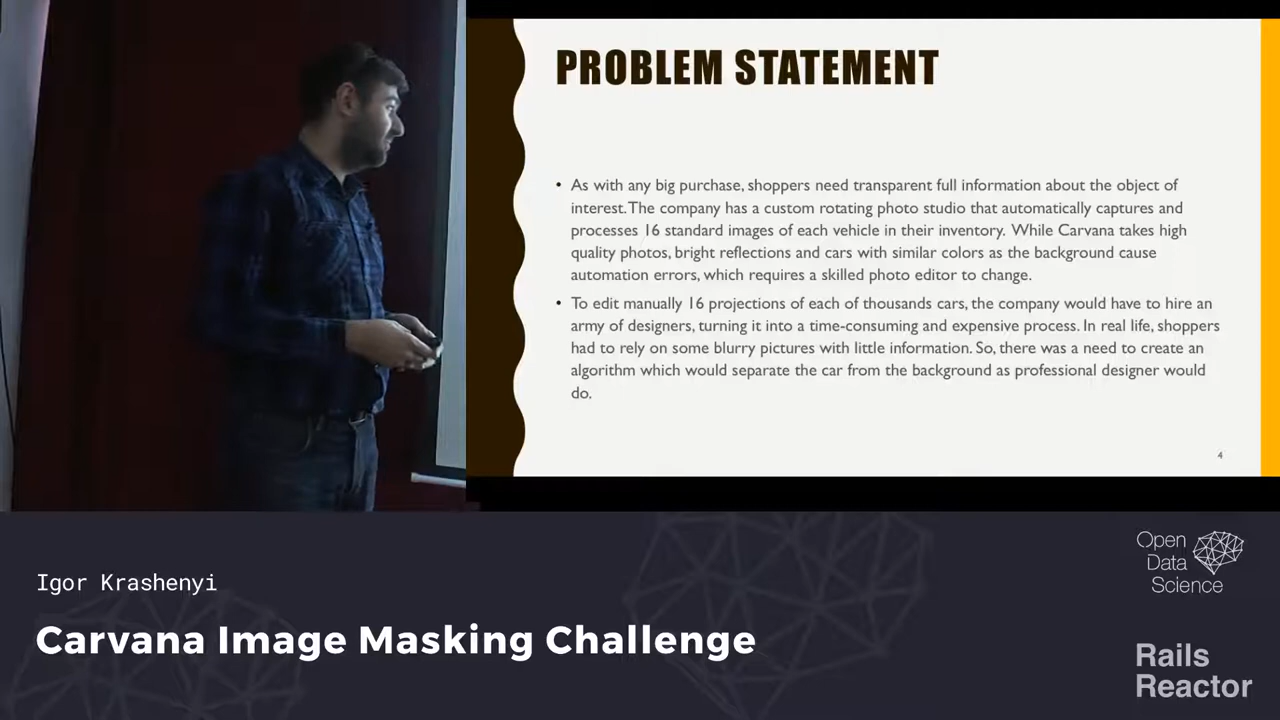 PROBLEM STATEMENT
• As with any big purchase, shoppers need transparent full information about the object of
interest. The company has a custom rotating photo studio that automatically captures and
processes 16 standard images of each vehicle in their inventory. While Carvana takes high
quality photos, bright reflections and cars with similar colors as the background cause
automation errors, which requires a skilled photo editor to change.
• To edit manually 16 projections of each of thousands cars, the company would have to hire an
army of designers, turning it into a time-consuming and expensive process. In real life, shoppers
had to rely on some blurry pictures with little information. So, there was a need to create an
algorithm which would separate the car from the background as professional designer would
do.
4
Igor Krashenyi
Carvana Image Masking Challenge
Open
Data
Science
Rails
Reactor